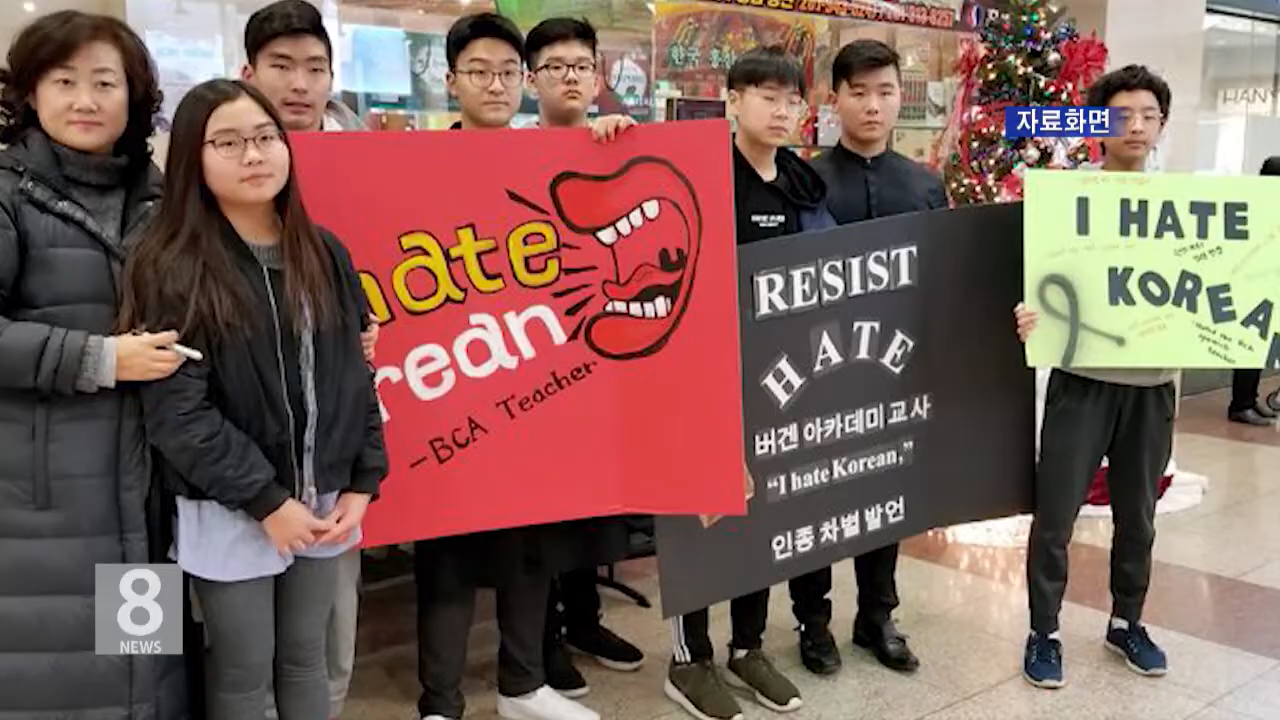 자료화면
hate
rean
-BCA Teacher
RESIST
HATE
버겐 아카데미 교사
"I hate Korean,"
인종 차별 발언
I HATE
KOREAN
8
NEWS